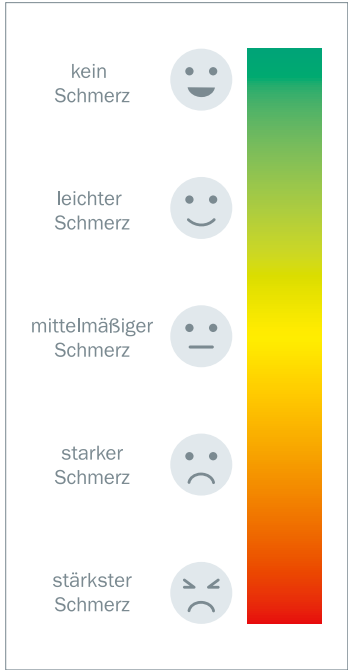 kein
Schmerz
leichter
Schmerz
mittelmäßiger
Schmerz
starker
Schmerz
stärkster
Schmerz